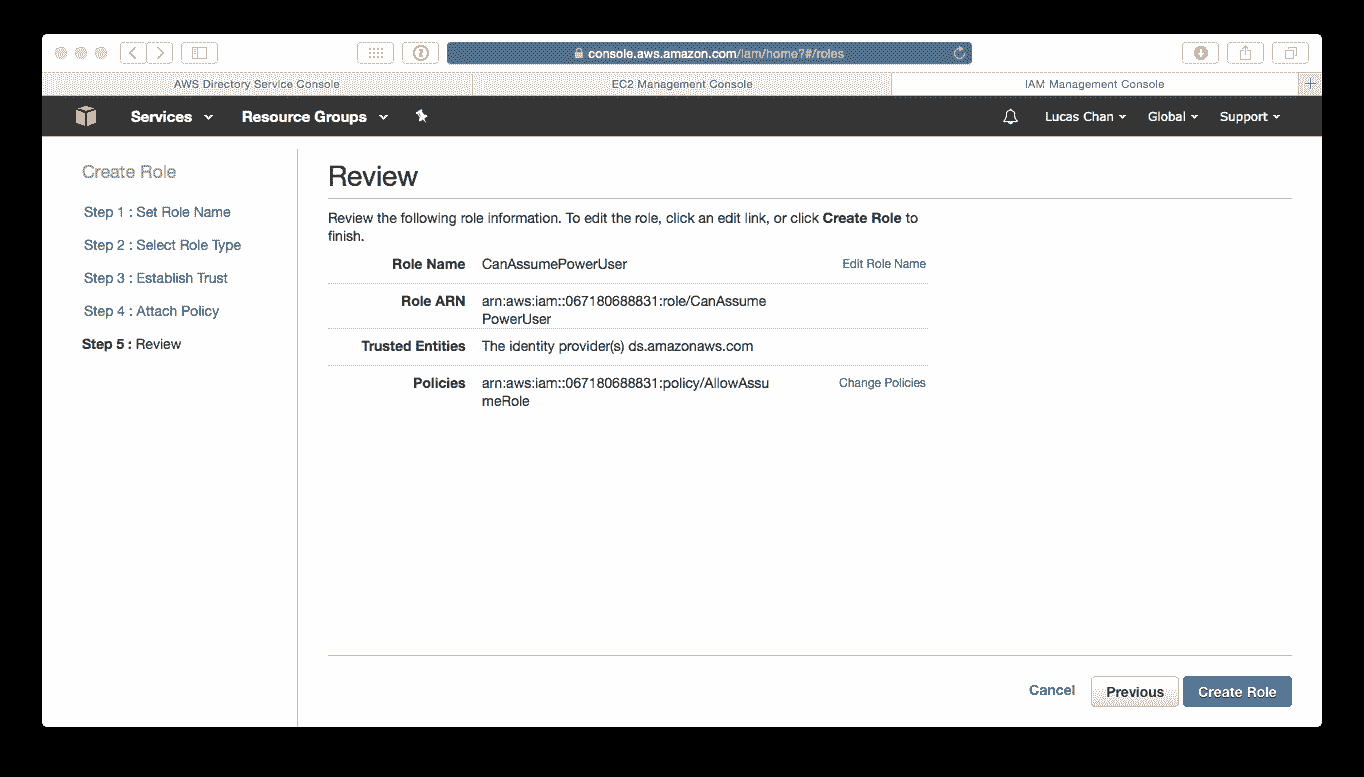 console.aws.amazon.com/iam/home?#/roles
AWS Directory Service Console
EC2 Management Console
IAM Management Console
Services
Resource Groups
Lucas Chan
Global
Support
Create Role
Step 1 : Set Role Name
Step 2 : Select Role Type
Step 3 : Establish Trust
Step 4 : Attach Policy
Step 5 : Review
Review
Review the following role information. To edit the role, click an edit link, or click Create Role to
finish.
Role Name CanAssumePowerUser Edit Role Name
Role ARN arn:aws:iam::067180688831:role/CanAssume
PowerUser
Trusted Entities The identity provider(s) ds.amazonaws.com
Policies arn:aws:iam::067180688831:policy/AllowAssu Change Policies
meRole
Cancel Previous Create Role